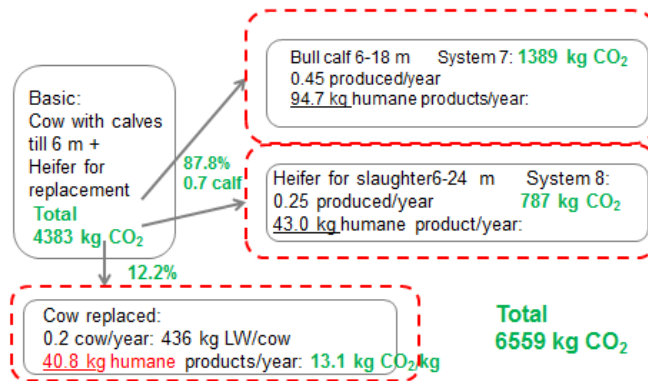 Basic:
Cow with calves
till 6 m +
Heifer for
replacement
Total
4383 kg CO₂
87.8%
0.7 calf
12.2%
Bull calf 6-18 m System 7: 1389 kg CO₂
0.45 produced/year
94.7 kg humane products/year:
Heifer for slaughter6-24 m System 8:
0.25 produced/year 787 kg CO₂
43.0 kg humane product/year:
Cow replaced:
0.2 cow/year: 436 kg LW/cow
40.8 kg humane products/year: 13.1 kg CO₂/kg
Total
6559 kg CO₂